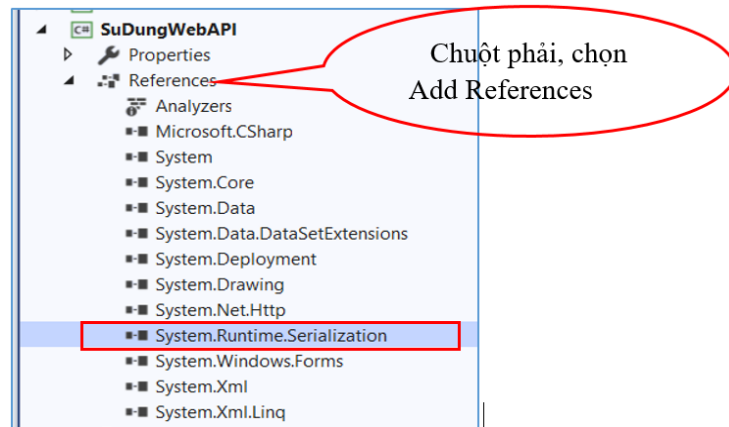 SuDungWebAPI
Properties
References
Analyzers
Microsoft.CSharp
System
System.Core
System.Data
System.Data.DataSetExtensions
System.Deployment
System.Drawing
System.Net.Http
System.Runtime.Serialization
System.Windows.Forms
System.Xml
System.Xml.Linq
Chuột phải, chọn
Add References